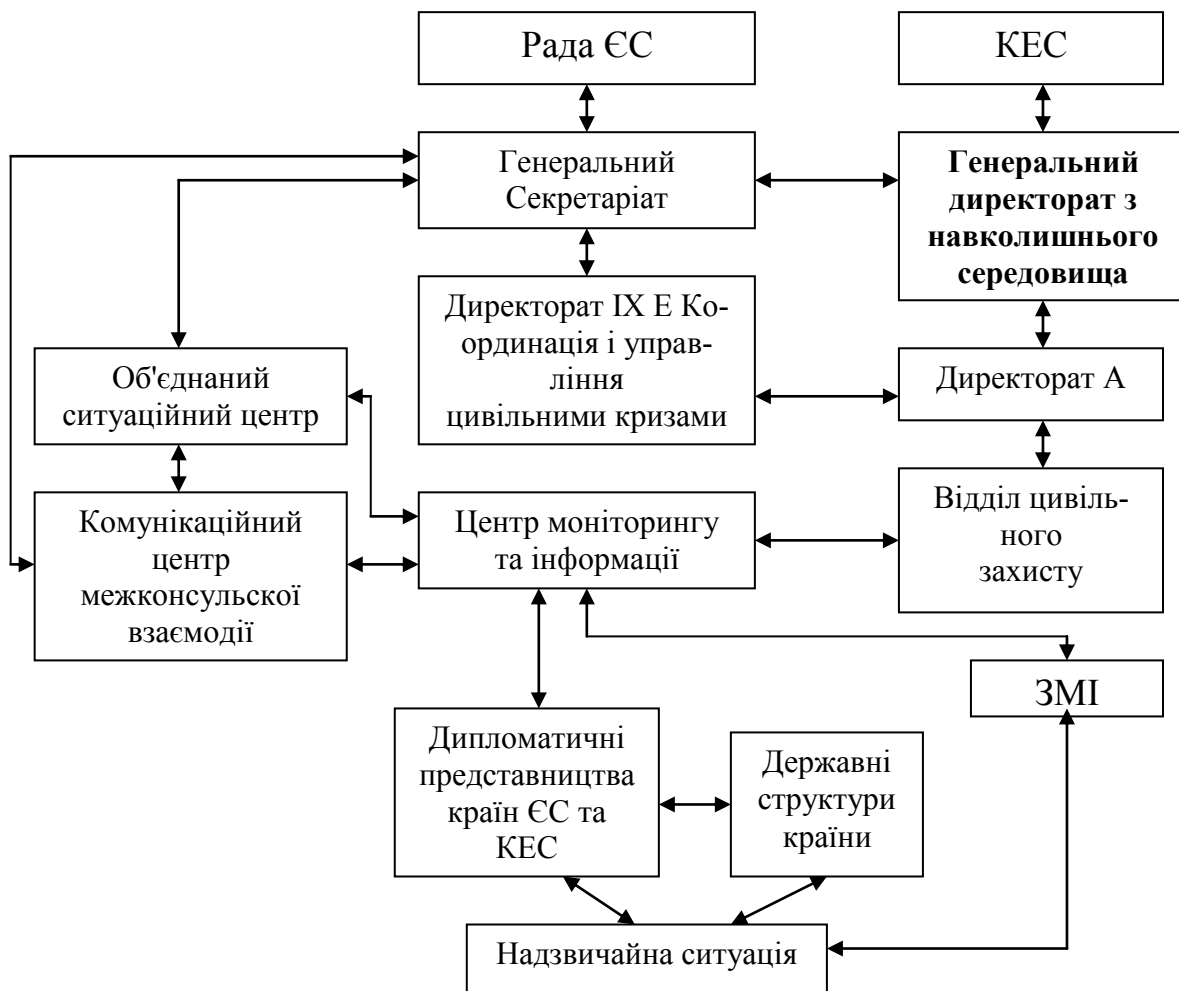 Рада ЄС
КЕС
Генеральний
Секретаріат
Генеральний
директорат з
навколишнього
середовища
Директорат IX Е Ко-
ординація і управ-
ління
цивільними кризами
Об'єднаний
ситуаційний центр
Директорат А
Комунікаційний
центр
межконсульскої
взаємодії
Центр моніторингу
та інформації
Відділ цивіль-
ного
захисту
ЗМІ
Дипломатичні
представництва
країн ЄС та
КЕС
Державні
структури
країни
Надзвичайна ситуація